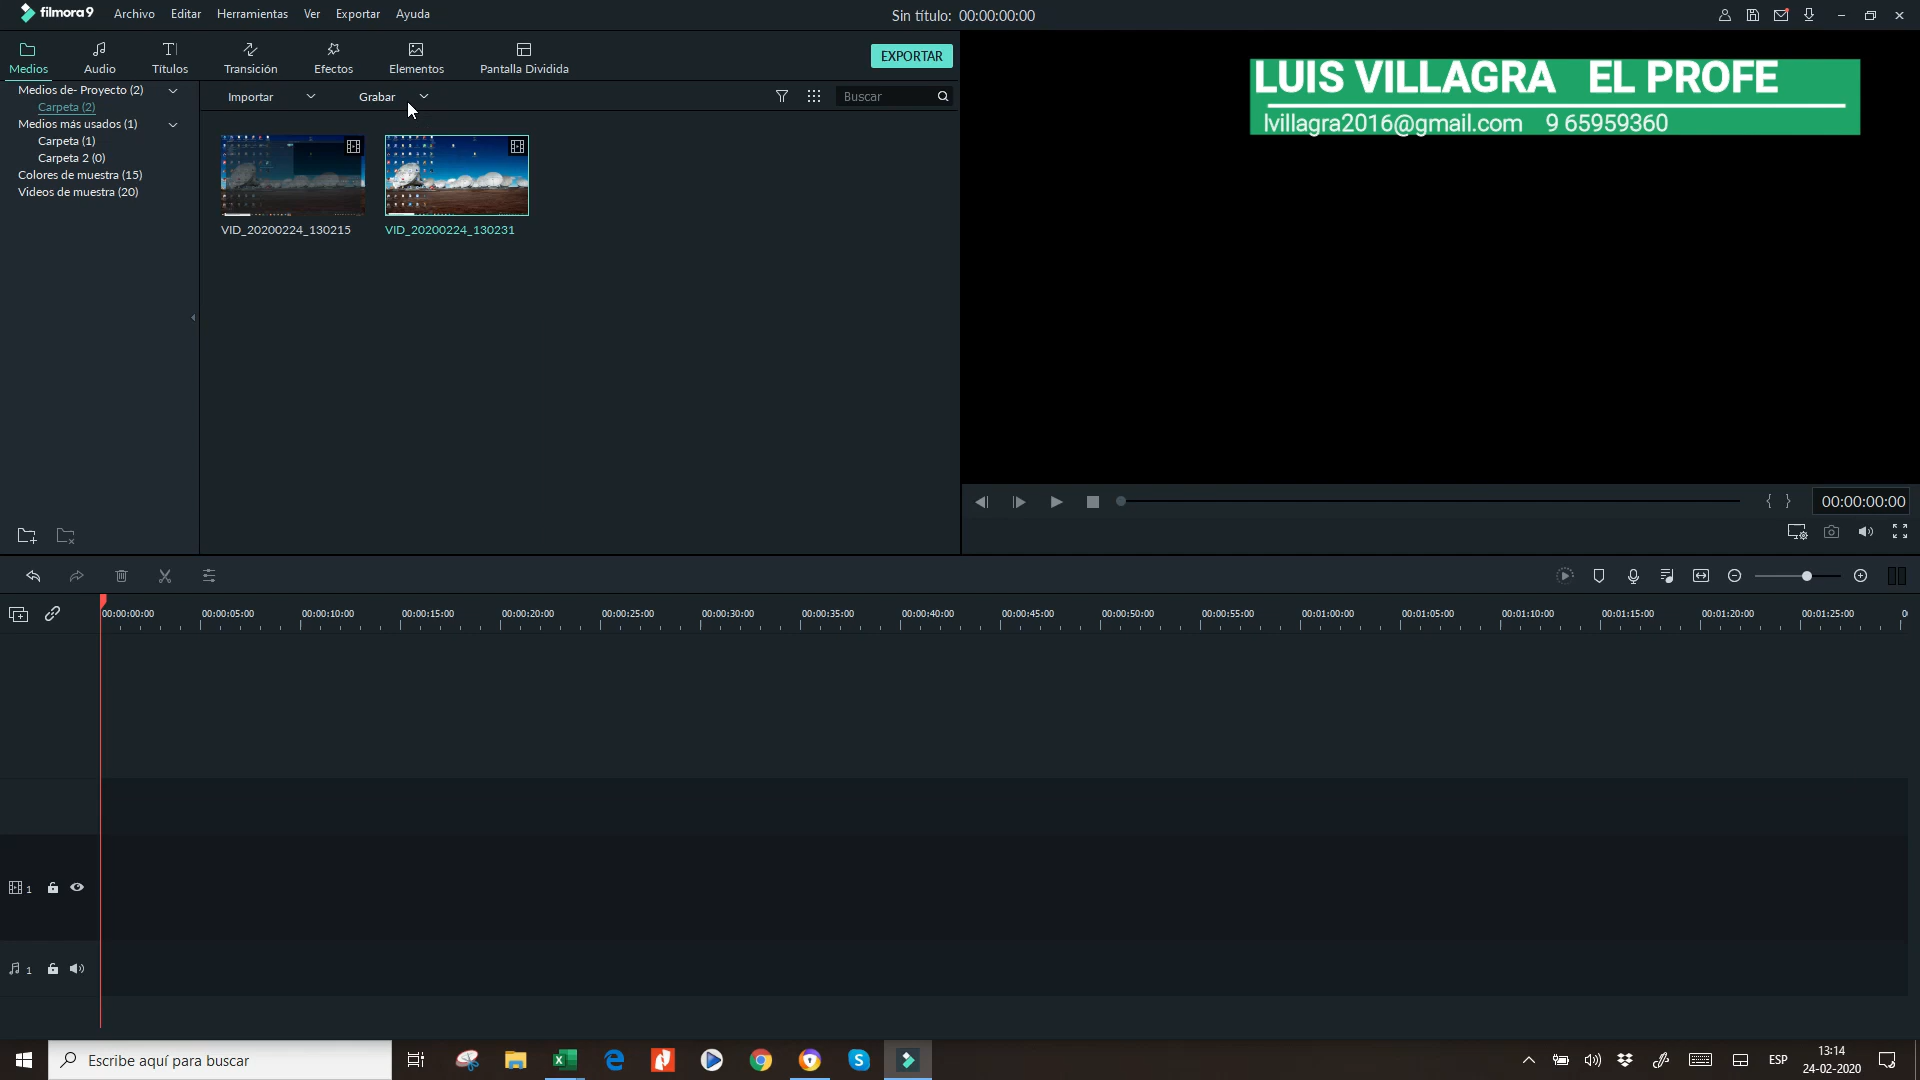 filmora9 Archivo Editar Herramientas Ver Exportar Ayuda
Sin título: 00:00:00:00
Medios Audio Títulos Transición Efectos Elementos Pantalla Dividida
EXPORTAR
Medios de- Proyecto (2)
Carpeta (2)
Medios más usados (1)
Carpeta (1)
Carpeta 2 (0)
Colores de muestra (15)
Videos de muestra (20)
Importar Grabar Buscar
VID_20200224_130215 VID_20200224_130231
LUIS VILLAGRA EL PROFE
lvillagra2016@gmail.com 9 65959360
{ } 00:00:00:00
00:00:00:00 00:00:05:00 00:00:10:00 00:00:15:00 00:00:20:00 00:00:25:00 00:00:30:00 00:00:35:00 00:00:40:00 00:00:45:00 00:00:50:00 00:00:55:00 00:01:00:00 00:01:05:00 00:01:10:00 00:01:15:00 00:01:20:00 00:01:25:00
1
1
Escribe aquí para buscar
ESP
13:14
24-02-2020